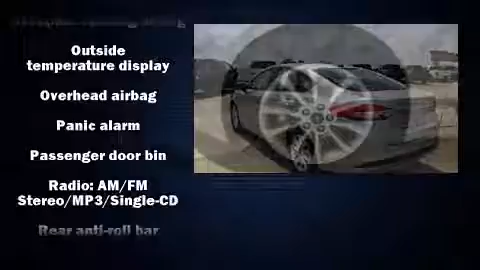 Outside
temperature display
Overhead airbag
Panic alarm
Passenger door bin
Radio: AM/FM
Stereo/MP3/Single-CD
Rear anti-roll bar